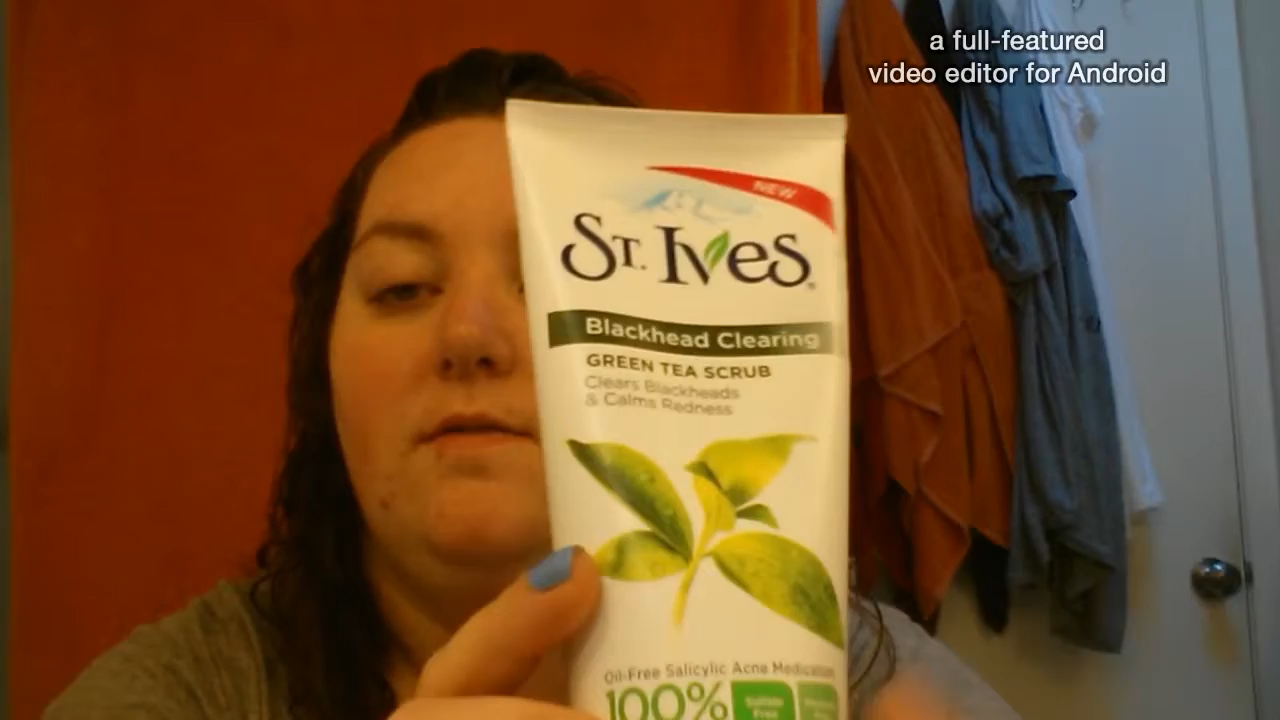 a full-featured
video editor for Android
NEW
ST. IVES
Blackhead Clearing
GREEN TEA SCRUB
Clears Blackheads
& Calms Redness
Oil-Free Salicylic Acne Medication
100%
Free